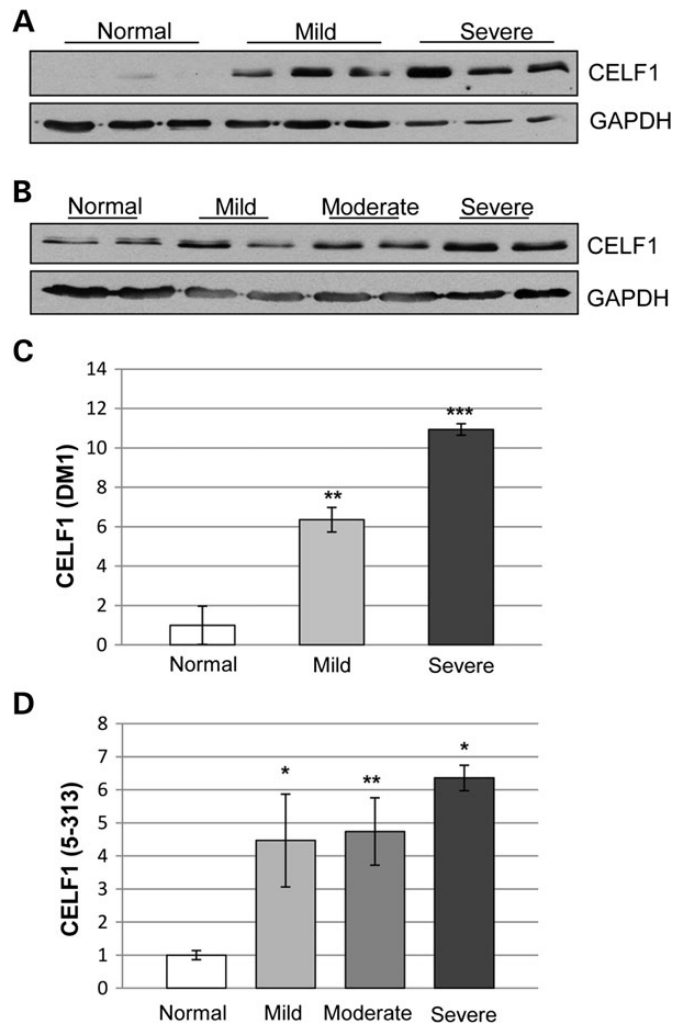 A
Normal Mild Severe
CELF1
GAPDH
B
Normal Mild Moderate Severe
CELF1
GAPDH
C
14
12
10
8
6
4
2
0
CELF1 (DM1)
**
***
Normal Mild Severe
D
8
7
6
5
4
3
2
1
0
CELF1 (5-313)
*
**
*
Normal Mild Moderate Severe